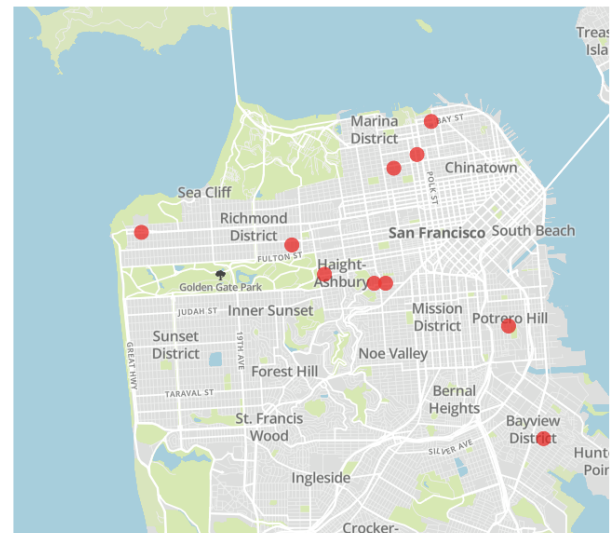 Treas
Isla
Marina
District
BAY ST
Chinatown
POLK ST
Sea Cliff
Richmond
District
San Francisco
South Beach
FULTON ST
Haight-
Ashbury
Golden Gate Park
Inner Sunset
JUDAH ST
Mission
District
Potrero Hill
Sunset
District
19TH AVE
GREAT HWY
Noe Valley
Forest Hill
TARAVAL ST
Bernal
Heights
St. Francis
Wood
Bayview
District
SILVER AVE
Hunte
Poin
Ingleside
Crocker-